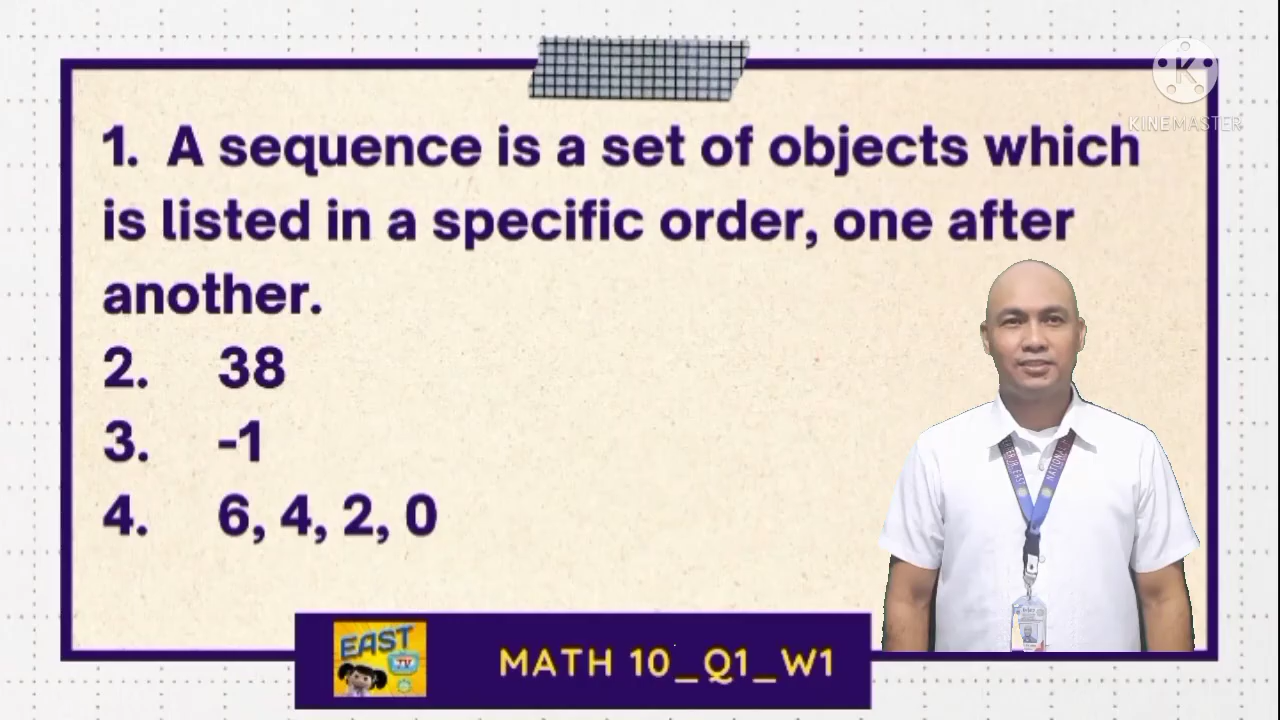 1. A sequence is a set of objects which
is listed in a specific order, one after
another.
2. 38
3. -1
4. 6, 4, 2, 0
KINEMASTER
EAST
TV
MATH 10_Q1_W1